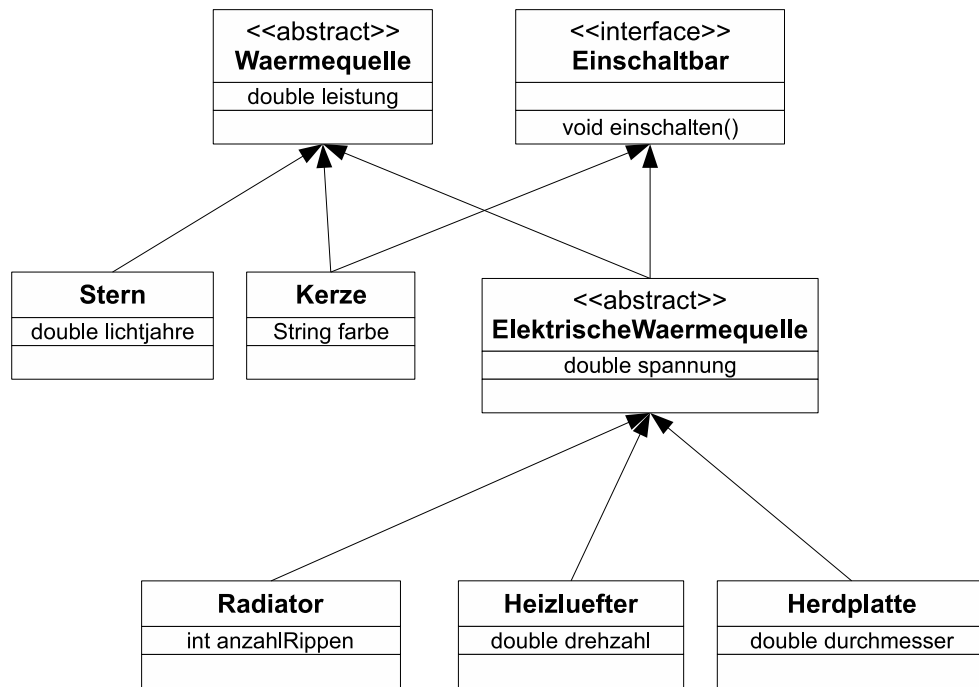 <<abstract>>
Waermequelle
double leistung
<<interface>>
Einschaltbar
void einschalten()
Stern
double lichtjahre
Kerze
String farbe
<<abstract>>
ElektrischeWaermequelle
double spannung
Radiator
int anzahlRippen
Heizluefter
double drehzahl
Herdplatte
double durchmesser